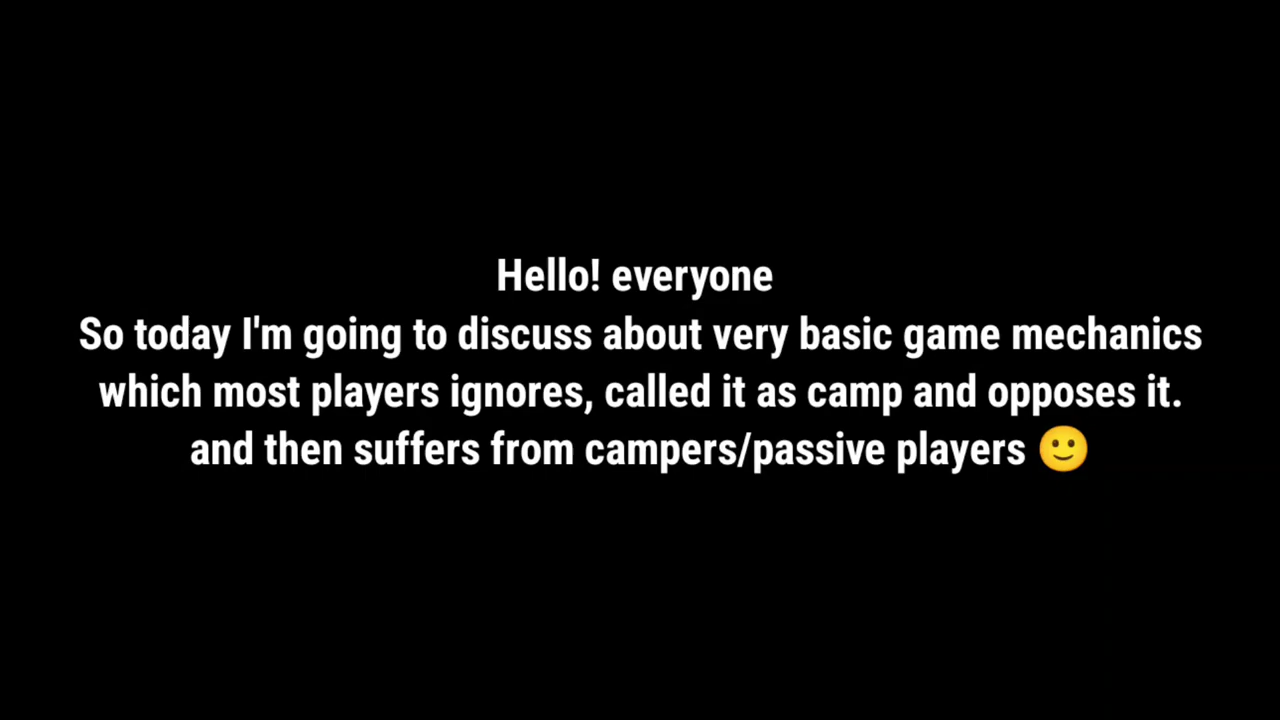 Hello! everyone
So today I'm going to discuss about very basic game mechanics
which most players ignores, called it as camp and opposes it.
and then suffers from campers/passive players 🙂